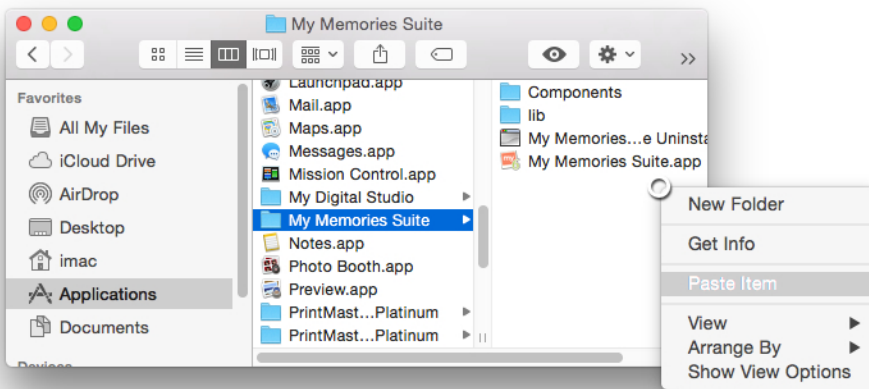 My Memories Suite
Favorites
All My Files
iCloud Drive
AirDrop
Desktop
imac
Applications
Documents
Devices
Launchpad.app
Mail.app
Maps.app
Messages.app
Mission Control.app
My Digital Studio
My Memories Suite
Notes.app
Photo Booth.app
Preview.app
PrintMast...Platinum
PrintMast...Platinum
Components
lib
My Memories...e Uninsta
My Memories Suite.app
New Folder
Get Info
Paste Item
View
Arrange By
Show View Options